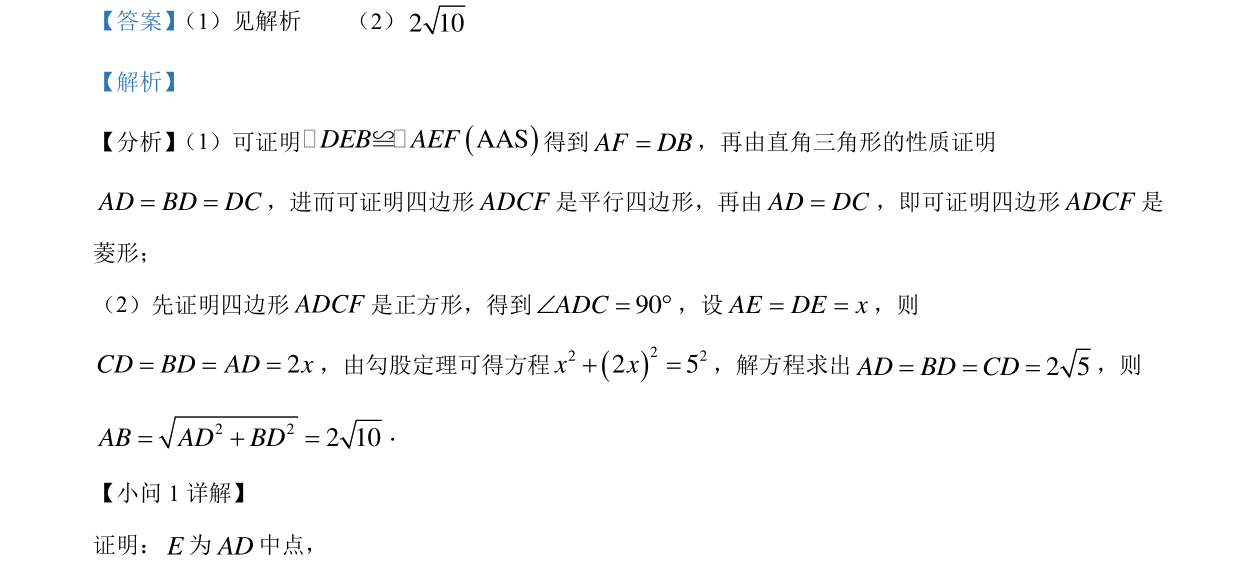 【答案】（1）见解析 （2）2√10
【解析】
【分析】（1）可证明□DEB≌□AEF(AAS)得到AF=DB，再由直角三角形的性质证明
AD=BD=DC，进而可证明四边形ADCF是平行四边形，再由AD=DC，即可证明四边形ADCF是
菱形；
（2）先证明四边形ADCF是正方形，得到∠ADC=90°，设AE=DE=x，则
CD=BD=AD=2x，由勾股定理可得方程x²+(2x)²=5²，解方程求出AD=BD=CD=2√5，则
AB=√(AD²+BD²)=2√10．
【小问1详解】
证明：E为AD中点，